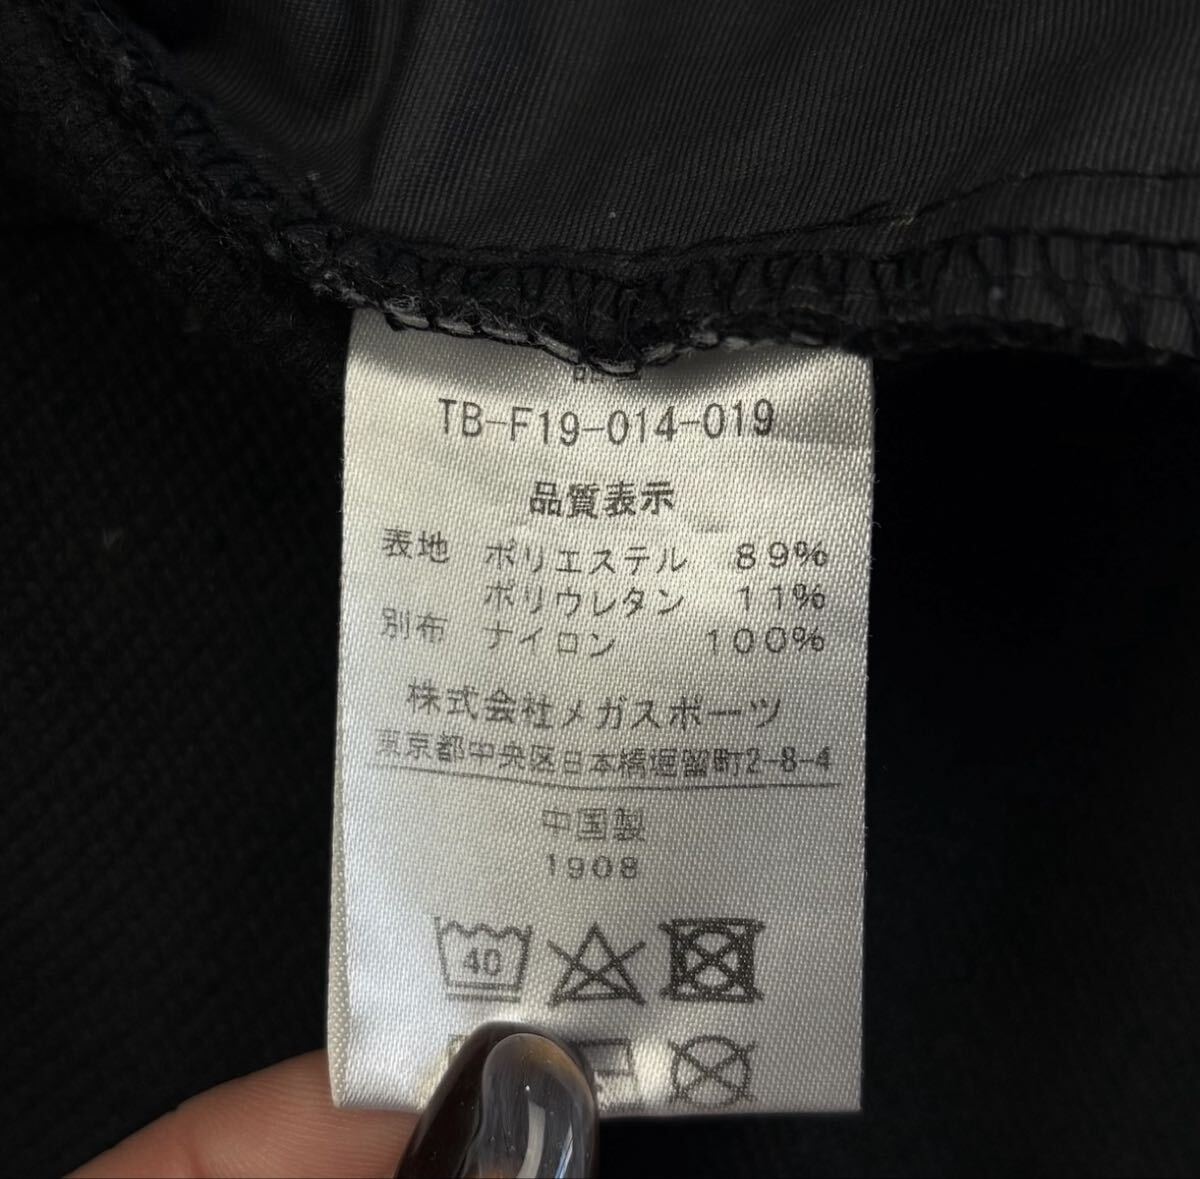 TB-F19-014-019
品質表示
表地 ポリエステル 89%
ポリウレタン 11%
別布 ナイロン 100%
株式会社メガスポーツ
東京都中央区日本橋堀留町2-8-4
中国製
1908
40